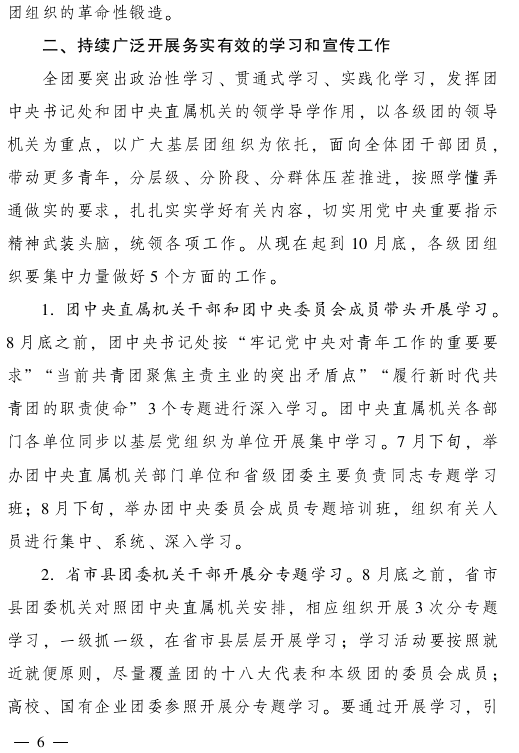 团组织的革命性锻造。
二、持续广泛开展务实有效的学习和宣传工作
全团要突出政治性学习、贯通式学习、实践化学习，发挥团
中央书记处和团中央直属机关的领学导学作用，以各级团的领导
机关为重点，以广大基层团组织为依托，面向全体团干部团员，
带动更多青年，分层级、分阶段、分群体压茬推进，按照学懂弄
通做实的要求，扎扎实实学好有关内容，切实用党中央重要指示
精神武装头脑，统领各项工作。从现在起到 10 月底，各级团组
织要集中力量做好 5 个方面的工作。
1. 团中央直属机关干部和团中央委员会成员带头开展学习。
8 月底之前，团中央书记处按“牢记党中央对青年工作的重要要
求”“当前共青团聚焦主责主业的突出矛盾点”“履行新时代共
青团的职责使命”3 个专题进行深入学习。团中央直属机关各部
门各单位同步以基层党组织为单位开展集中学习。7 月下旬，举
办团中央直属机关部门单位和省级团委主要负责同志专题学习
班；8 月下旬，举办团中央委员会成员专题培训班，组织有关人
员进行集中、系统、深入学习。
2. 省市县团委机关干部开展分专题学习。8 月底之前，省市
县团委机关对照团中央直属机关安排，相应组织开展 3 次分专题
学习，一级抓一级，在省市县层层开展学习；学习活动要按照就
近就便原则，尽量覆盖团的十八大代表和本级团的委员会成员；
高校、国有企业团委参照开展分专题学习。要通过开展学习，引
— 6 —